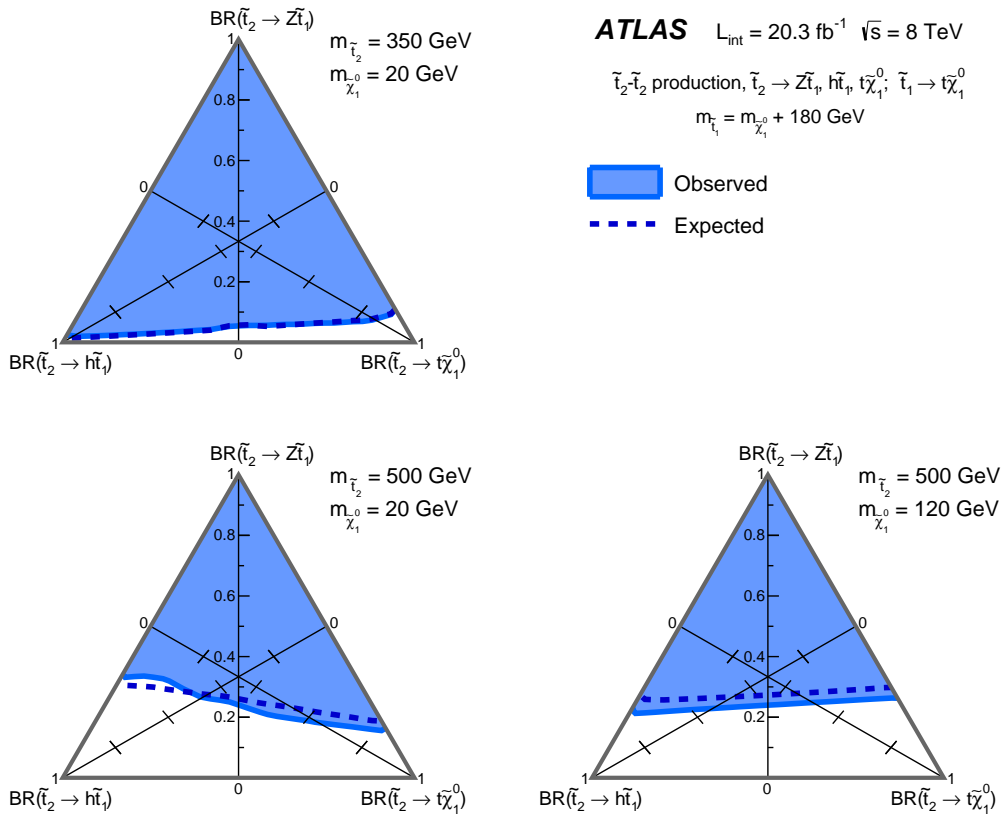 BR(t̃₂ → Zt̃₁)
1
m_t̃₂ = 350 GeV
m_χ̃₁⁰ = 20 GeV
0.8
0.6
0 0
0.4
0.2
1 0 1
BR(t̃₂ → ht̃₁) BR(t̃₂ → tχ̃₁⁰)
ATLAS L_int = 20.3 fb⁻¹ √s = 8 TeV
t̃₂-t̃₂ production, t̃₂ → Zt̃₁, ht̃₁, tχ̃₁⁰; t̃₁ → tχ̃₁⁰
m_t̃₁ = m_χ̃₁⁰ + 180 GeV
Observed
Expected
BR(t̃₂ → Zt̃₁)
1
m_t̃₂ = 500 GeV
m_χ̃₁⁰ = 20 GeV
0.8
0.6
0 0
0.4
0.2
1 0 1
BR(t̃₂ → ht̃₁) BR(t̃₂ → tχ̃₁⁰)
BR(t̃₂ → Zt̃₁)
1
m_t̃₂ = 500 GeV
m_χ̃₁⁰ = 120 GeV
0.8
0.6
0 0
0.4
0.2
1 0 1
BR(t̃₂ → ht̃₁) BR(t̃₂ → tχ̃₁⁰)